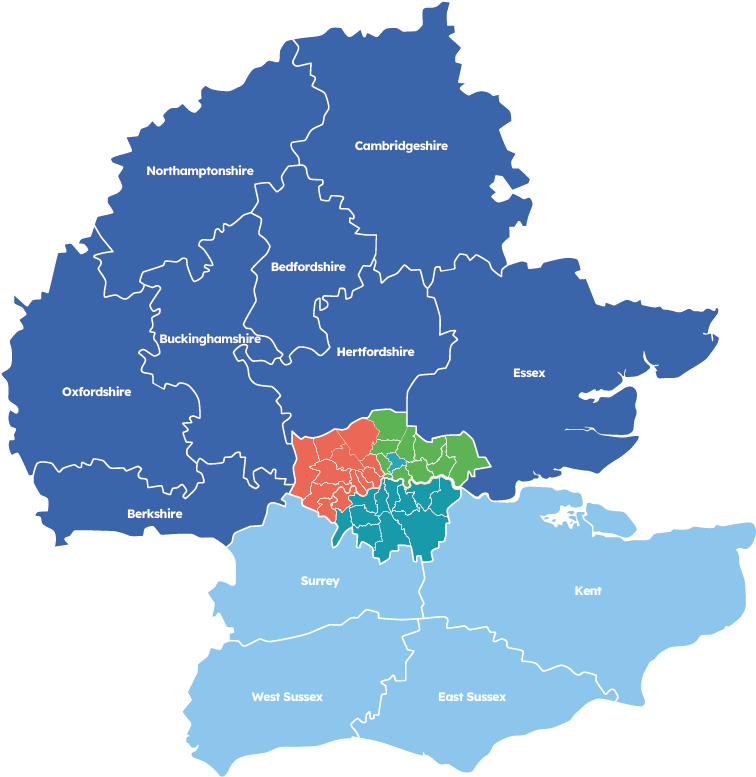 Cambridgeshire
Northamptonshire
Bedfordshire
Buckinghamshire
Hertfordshire
Essex
Oxfordshire
Berkshire
Surrey
Kent
West Sussex
East Sussex